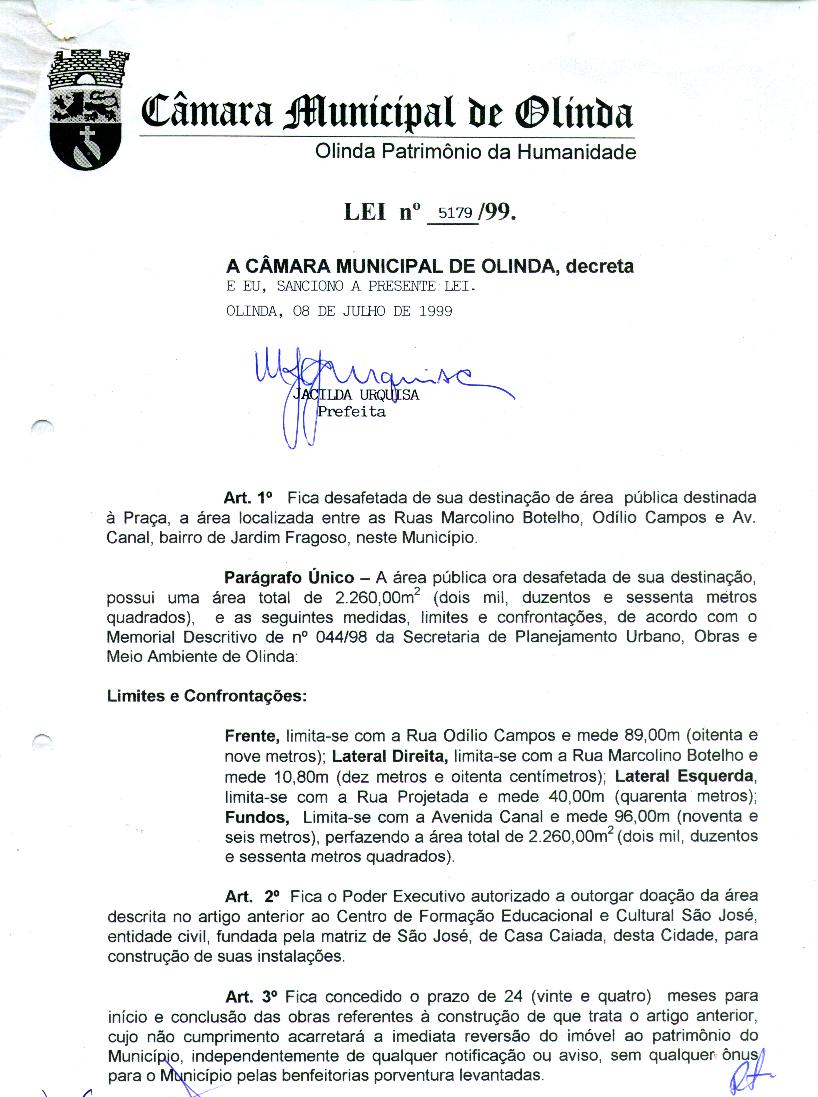 Câmara Municipal de Olinda
Olinda Patrimônio da Humanidade
LEI nº 5179/99.
A CÂMARA MUNICIPAL DE OLINDA, decreta
E EU, SANCIONO A PRESENTE LEI.
OLINDA, 08 DE JULHO DE 1999
JACILDA URQUISA
Prefeita
Art. 1º Fica desafetada de sua destinação de área pública destinada
à Praça, a área localizada entre as Ruas Marcolino Botelho, Odílio Campos e Av.
Canal, bairro de Jardim Fragoso, neste Município.
Parágrafo Único – A área pública ora desafetada de sua destinação,
possui uma área total de 2.260,00m² (dois mil, duzentos e sessenta metros
quadrados), e as seguintes medidas, limites e confrontações, de acordo com o
Memorial Descritivo de nº 044/98 da Secretaria de Planejamento Urbano, Obras e
Meio Ambiente de Olinda:
Limites e Confrontações:
Frente, limita-se com a Rua Odílio Campos e mede 89,00m (oitenta e
nove metros); Lateral Direita, limita-se com a Rua Marcolino Botelho e
mede 10,80m (dez metros e oitenta centímetros); Lateral Esquerda,
limita-se com a Rua Projetada e mede 40,00m (quarenta metros);
Fundos, Limita-se com a Avenida Canal e mede 96,00m (noventa e
seis metros), perfazendo a área total de 2.260,00m² (dois mil, duzentos
e sessenta metros quadrados).
Art. 2º Fica o Poder Executivo autorizado a outorgar doação da área
descrita no artigo anterior ao Centro de Formação Educacional e Cultural São José,
entidade civil, fundada pela matriz de São José, de Casa Caiada, desta Cidade, para
construção de suas instalações.
Art. 3º Fica concedido o prazo de 24 (vinte e quatro) meses para
início e conclusão das obras referentes à construção de que trata o artigo anterior,
cujo não cumprimento acarretará a imediata reversão do imóvel ao patrimônio do
Município, independentemente de qualquer notificação ou aviso, sem qualquer ônus
para o Município pelas benfeitorias porventura levantadas.